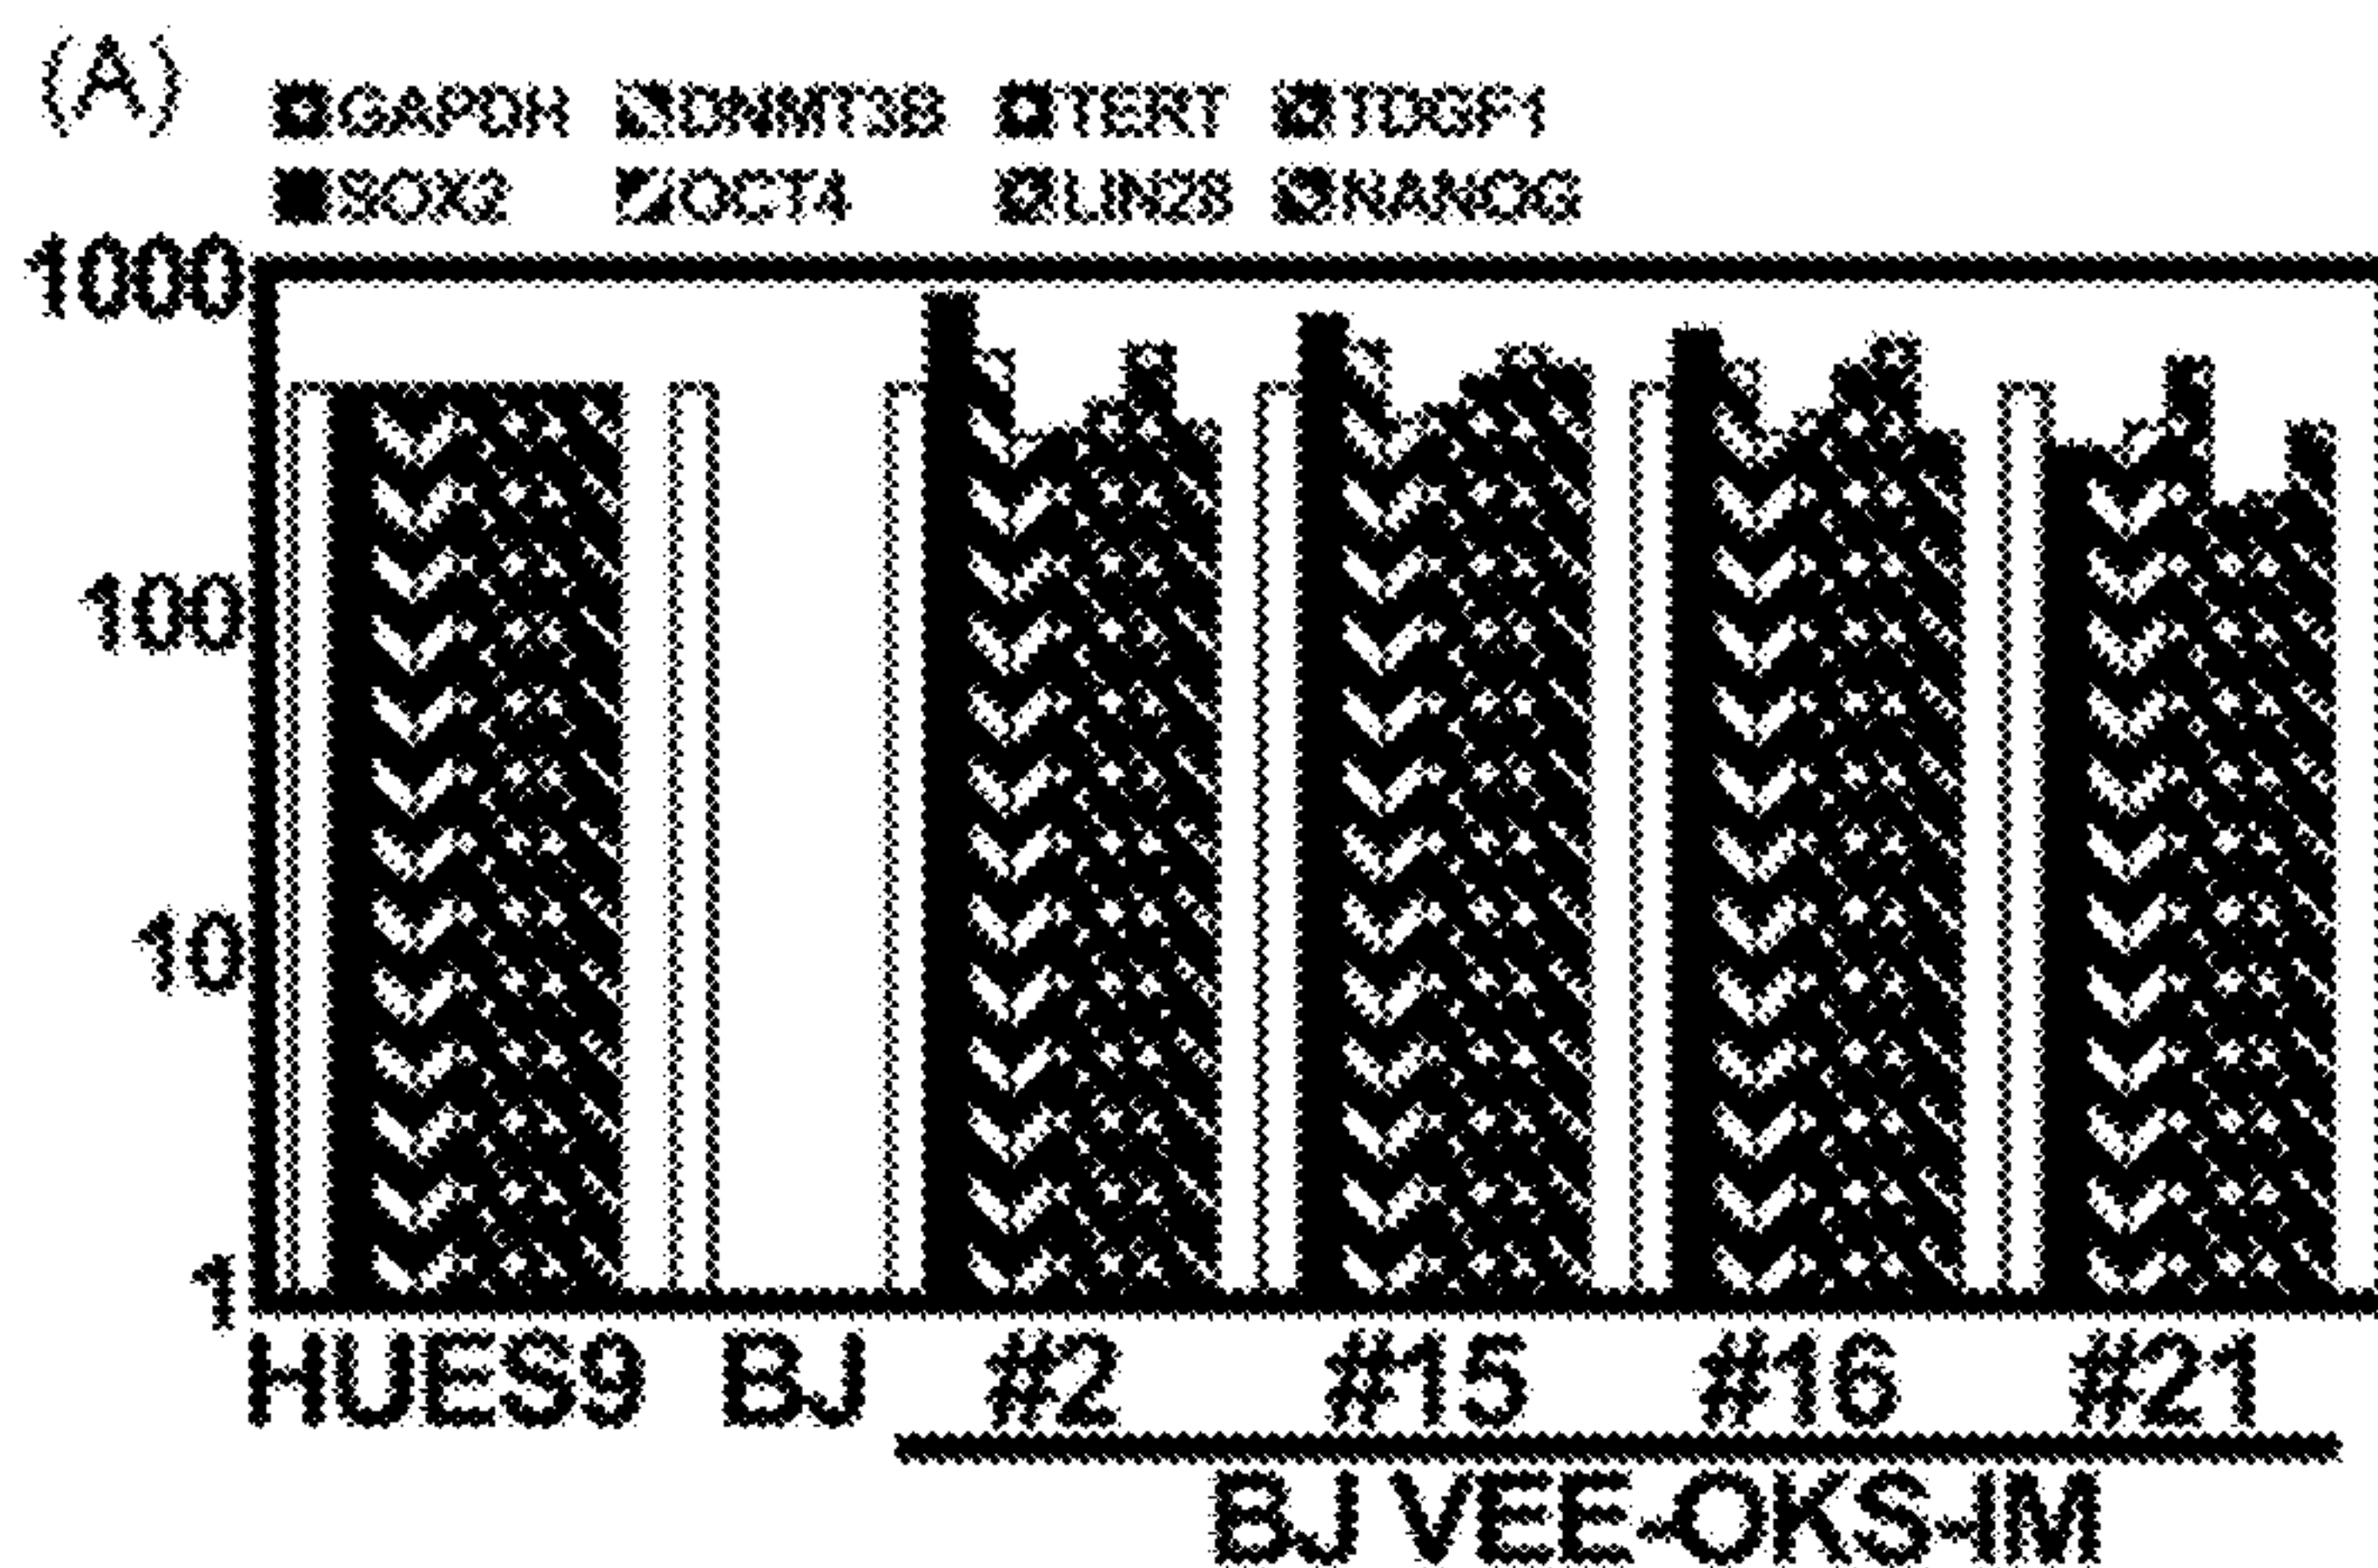 (A)
GAPDH DNMT3B TERT TDGF1
SOX2 OCT4 LIN28 NANOG
1000
100
10
1
HUES9 BJ #2 #15 #16 #21
BJ VEE-OKS-IM